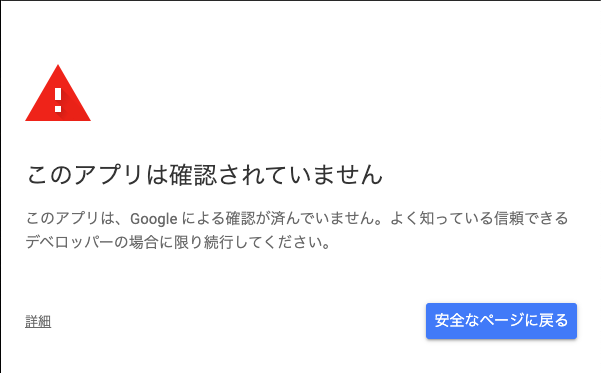 このアプリは確認されていません
このアプリは、Google による確認が済んでいません。よく知っている信頼できる
デベロッパーの場合に限り続行してください。
詳細
安全なページに戻る